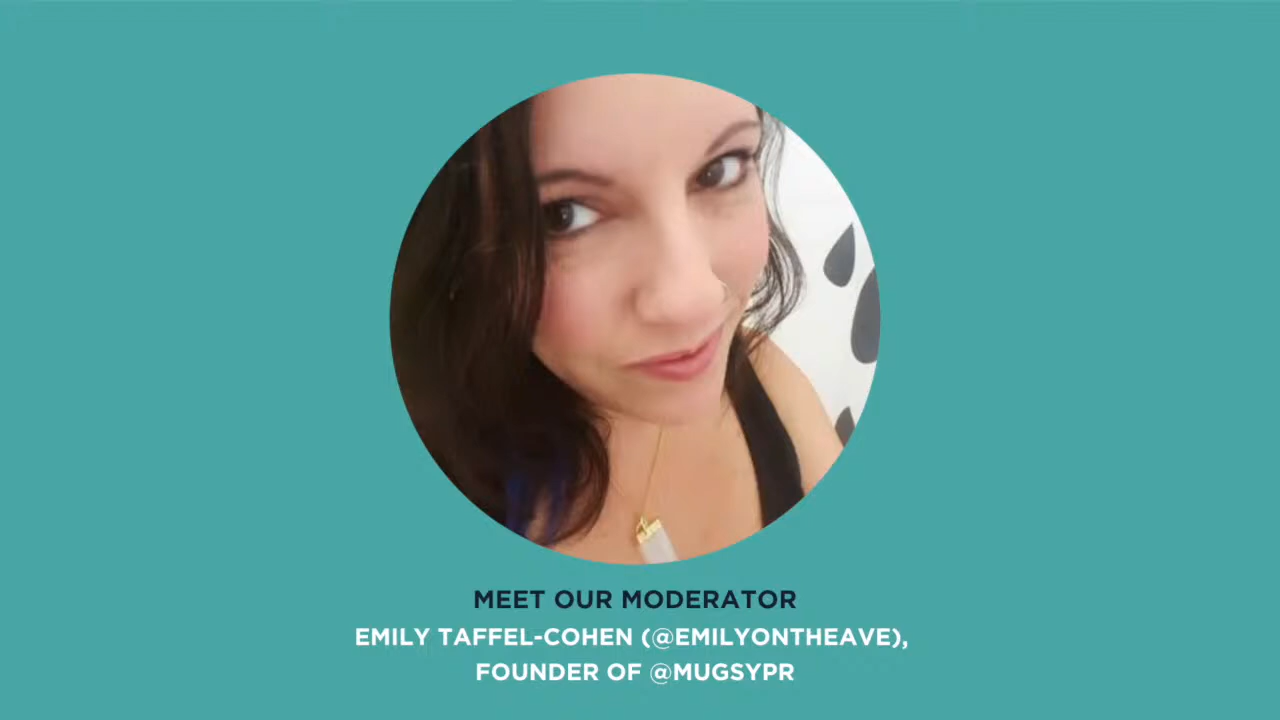 MEET OUR MODERATOR
EMILY TAFFEL-COHEN (@EMILYONTHEAVE),
FOUNDER OF @MUGSYPR